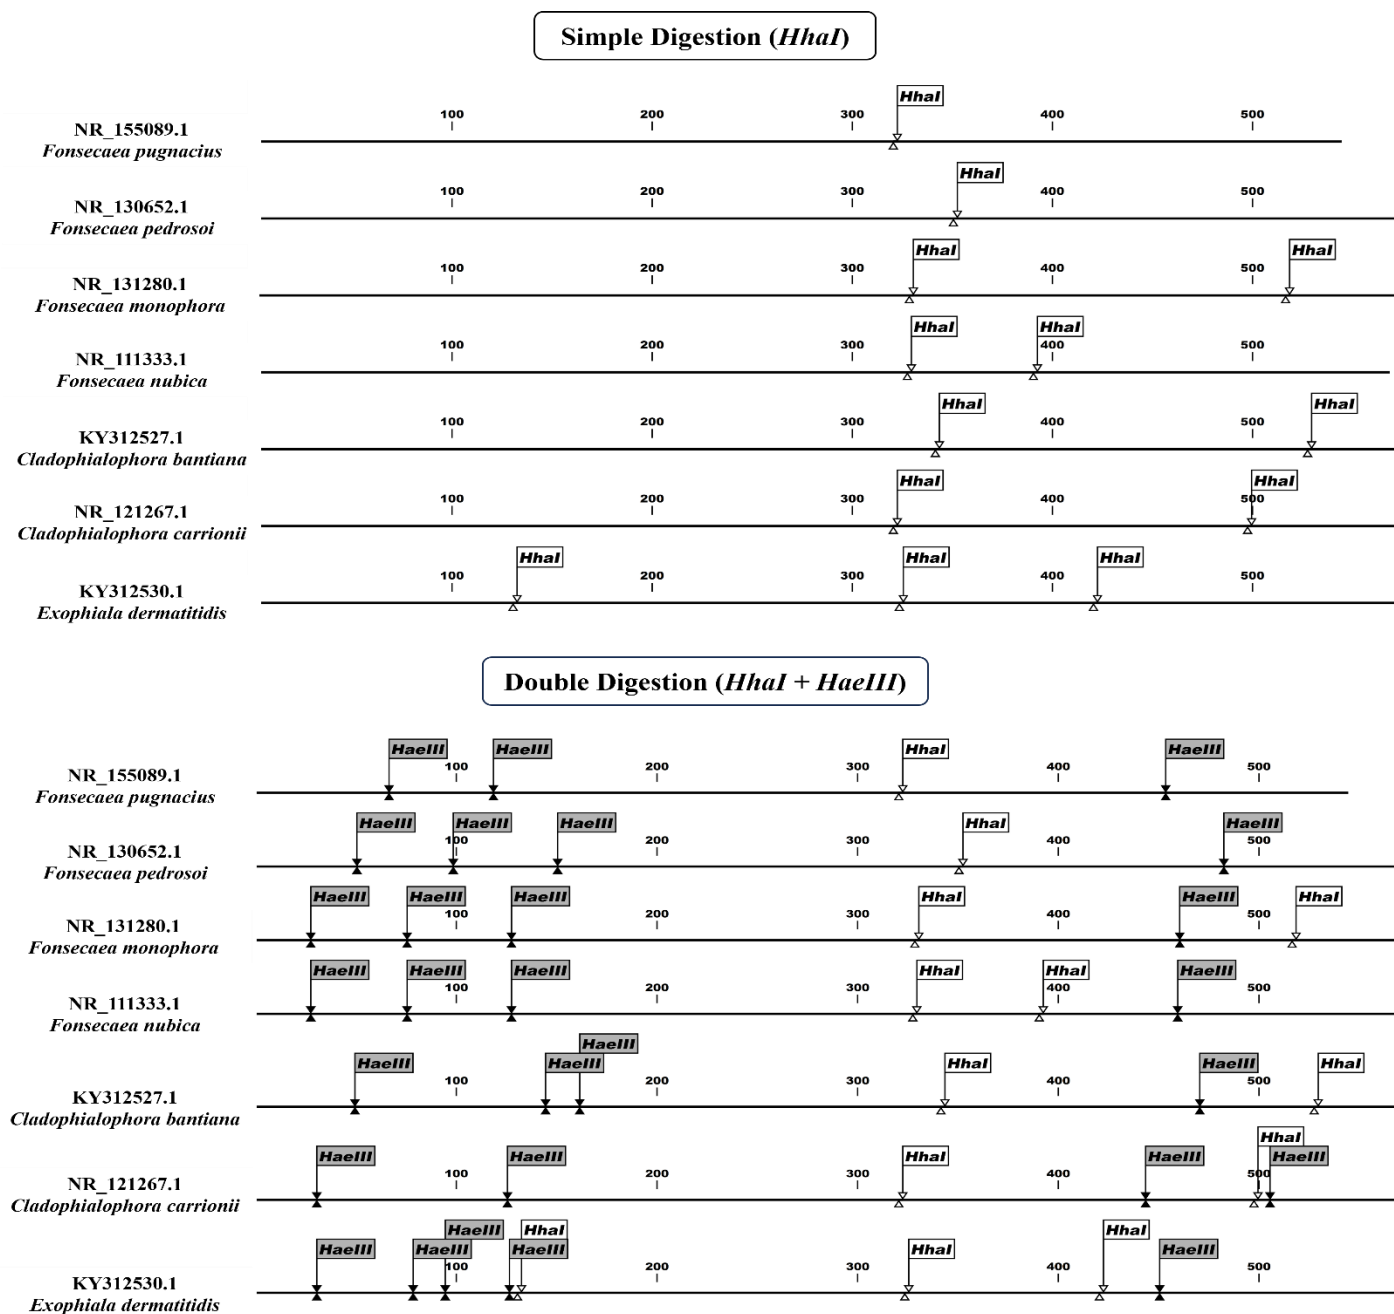 Simple Digestion (HhaI)
HhaI
100 200 300 400 500
NR_155089.1
Fonsecaea pugnacius
HhaI
100 200 300 400 500
NR_130652.1
Fonsecaea pedrosoi
HhaI HhaI
100 200 300 400 500
NR_131280.1
Fonsecaea monophora
HhaI HhaI
100 200 300 400 500
NR_111333.1
Fonsecaea nubica
HhaI HhaI
100 200 300 400 500
KY312527.1
Cladophialophora bantiana
HhaI HhaI
100 200 300 400 500
NR_121267.1
Cladophialophora carrionii
HhaI HhaI HhaI
100 200 300 400 500
KY312530.1
Exophiala dermatitidis
Double Digestion (HhaI + HaeIII)
HaeIII HaeIII HhaI HaeIII
100 200 300 400 500
NR_155089.1
Fonsecaea pugnacius
HaeIII HaeIII HaeIII HhaI HaeIII
100 200 300 400 500
NR_130652.1
Fonsecaea pedrosoi
HaeIII HaeIII HaeIII HhaI HaeIII HhaI
100 200 300 400 500
NR_131280.1
Fonsecaea monophora
HaeIII HaeIII HaeIII HhaI HhaI HaeIII
100 200 300 400 500
NR_111333.1
Fonsecaea nubica
HaeIII
HaeIII HaeIII HhaI HaeIII HhaI
100 200 300 400 500
KY312527.1
Cladophialophora bantiana
HhaI
HaeIII HaeIII HhaI HaeIII HaeIII
100 200 300 400 500
NR_121267.1
Cladophialophora carrionii
HaeIII HhaI HhaI
HaeIII HaeIII HaeIII HhaI HaeIII
100 200 300 400 500
KY312530.1
Exophiala dermatitidis